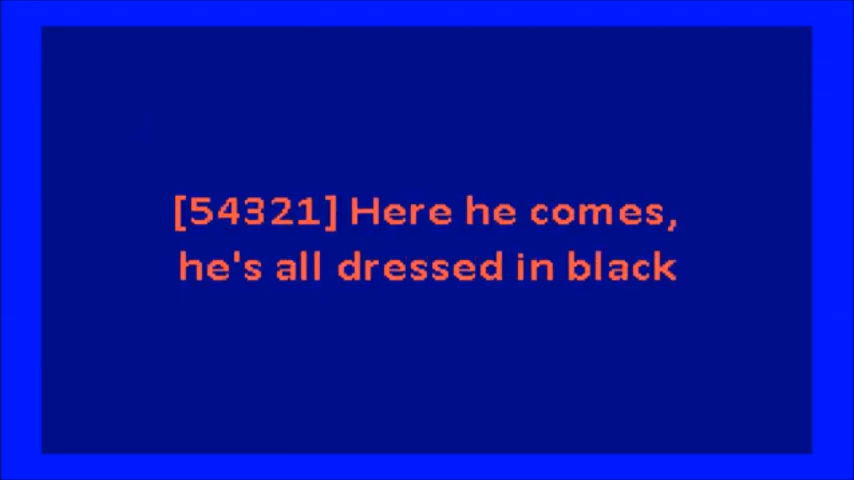 [54321] Here he comes,
he's all dressed in black